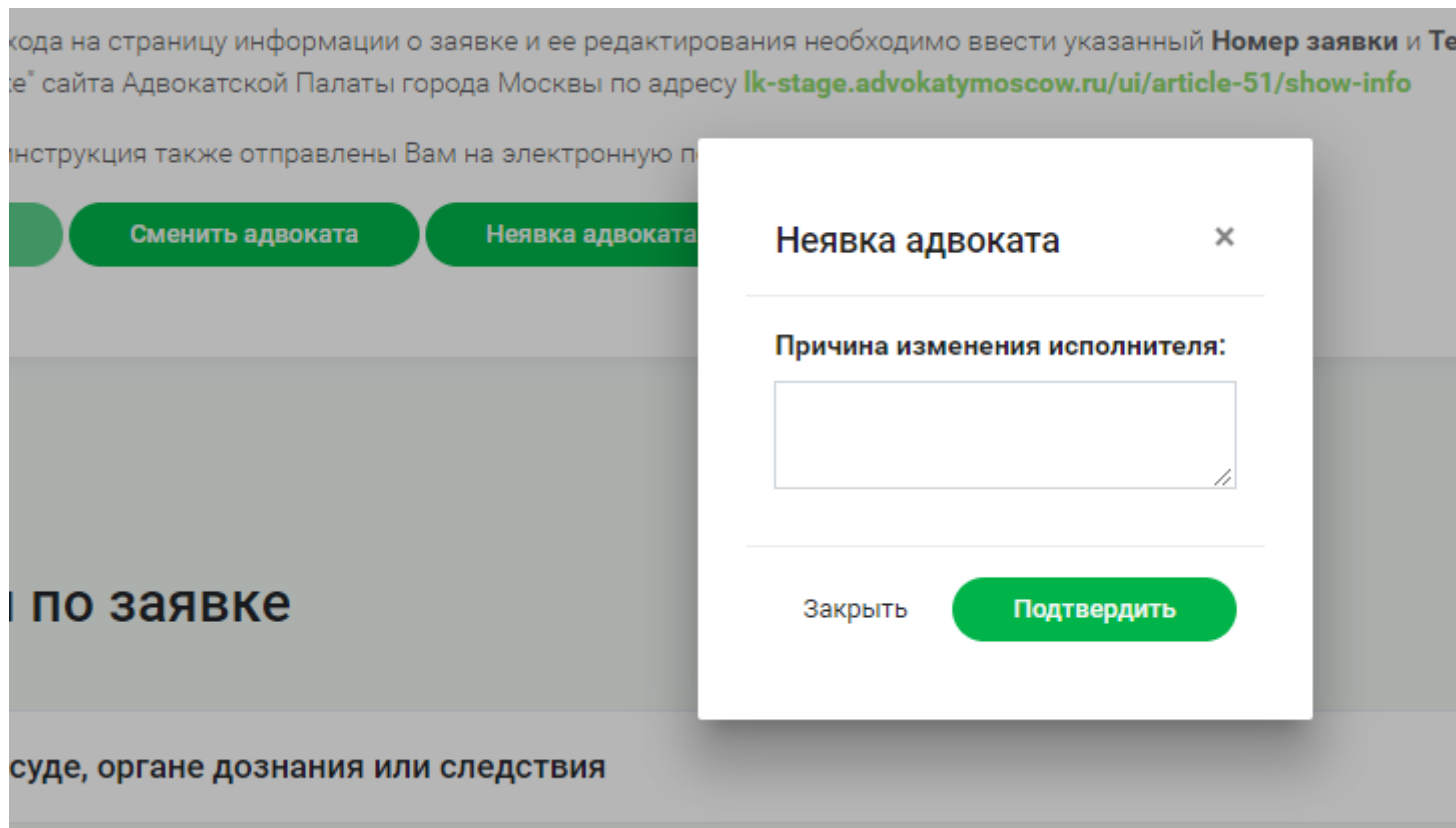 хода на страницу информации о заявке и ее редактирования необходимо ввести указанный Номер заявки и Те
ке" сайта Адвокатской Палаты города Москвы по адресу lk-stage.advokatymoscow.ru/ui/article-51/show-info
инструкция также отправлены Вам на электронную п
Сменить адвоката
Неявка адвоката
Неявка адвоката
×
Причина изменения исполнителя:
Закрыть
Подтвердить
по заявке
суде, органе дознания или следствия